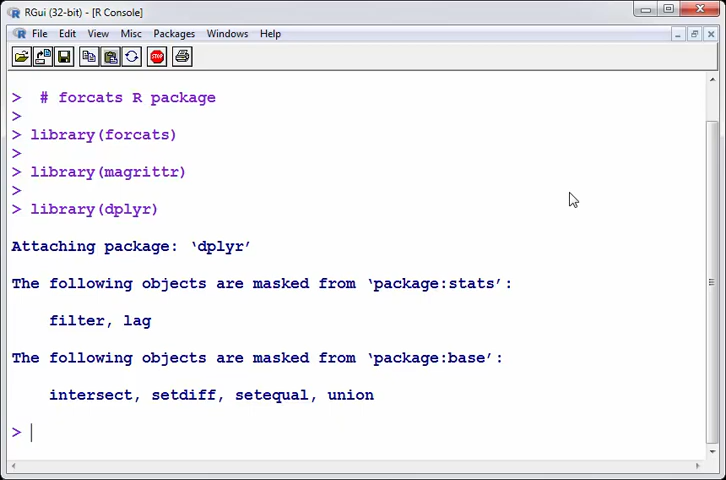 RGui (32-bit) - [R Console]
File Edit View Misc Packages Windows Help
STOP
> # forcats R package
>
> library(forcats)
>
> library(magrittr)
>
> library(dplyr)
Attaching package: ‘dplyr’
The following objects are masked from ‘package:stats’:
filter, lag
The following objects are masked from ‘package:base’:
intersect, setdiff, setequal, union
>